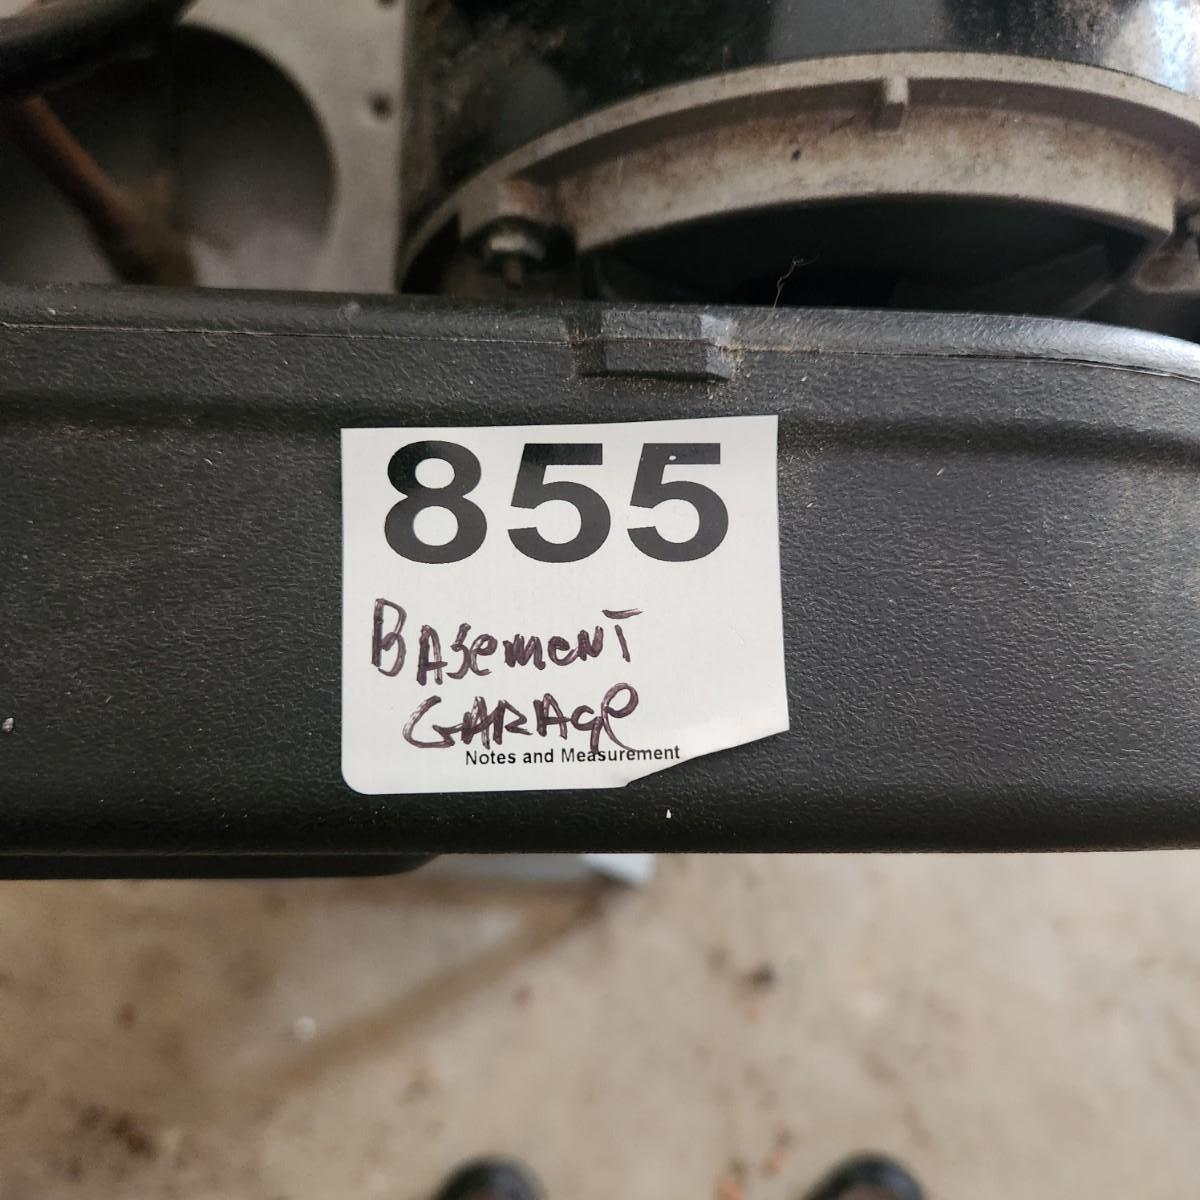 855
BASement
GARAge
Notes and Measurement